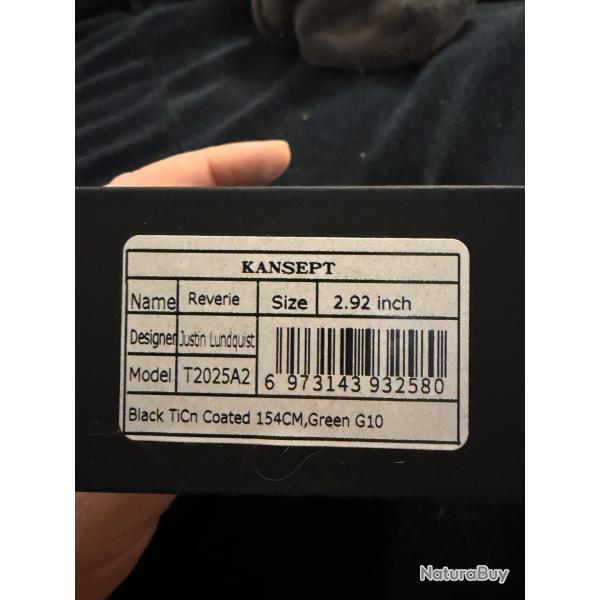 KANSEPT
Name Reverie Size 2.92 inch
Designer Justin Lundquist
Model T2025A2 6 973143 932580
Black TiCn Coated 154CM,Green G10
NaturaBuy